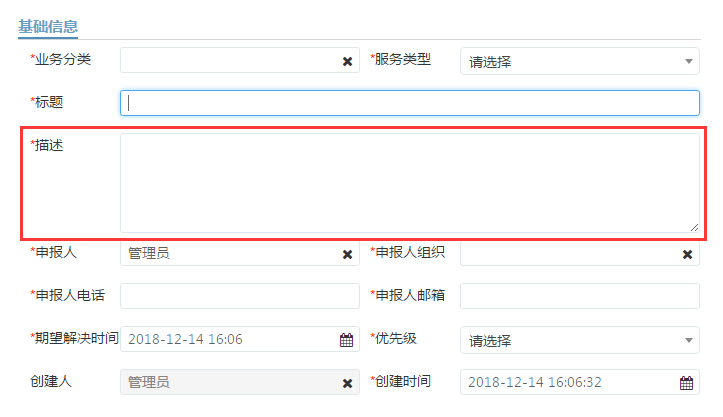 基础信息
*业务分类 *服务类型 请选择
*标题
*描述
*申报人 管理员 *申报人组织
*申报人电话 *申报人邮箱
*期望解决时间 2018-12-14 16:06 *优先级 请选择
创建人 管理员 *创建时间 2018-12-14 16:06:32